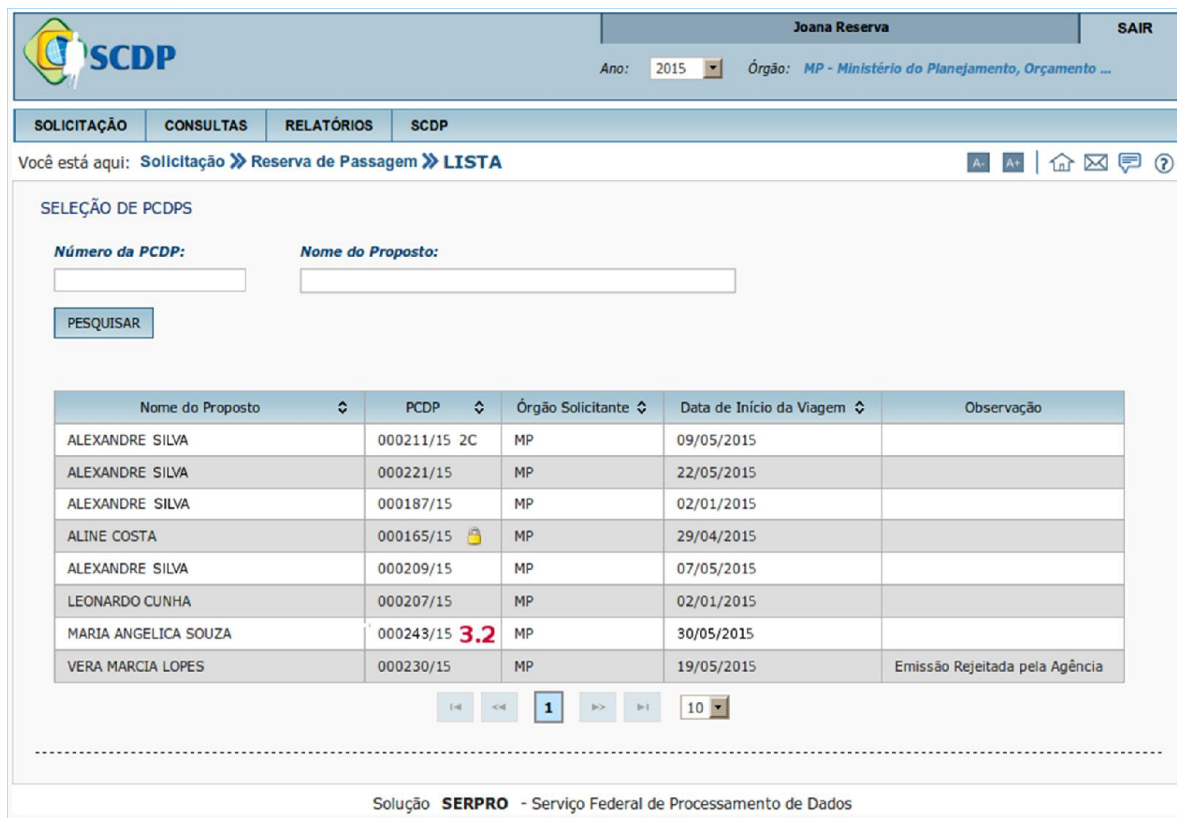 SCDP
Joana Reserva SAIR
Ano: 2015 Órgão: MP - Ministério do Planejamento, Orçamento ...
SOLICITAÇÃO CONSULTAS RELATÓRIOS SCDP
Você está aqui: Solicitação Reserva de Passagem LISTA
A- A+ ?
SELEÇÃO DE PCDPS
Número da PCDP: Nome do Proposto:
PESQUISAR
Nome do Proposto PCDP Órgão Solicitante Data de Início da Viagem Observação
ALEXANDRE SILVA 000211/15 2C MP 09/05/2015
ALEXANDRE SILVA 000221/15 MP 22/05/2015
ALEXANDRE SILVA 000187/15 MP 02/01/2015
ALINE COSTA 000165/15 MP 29/04/2015
ALEXANDRE SILVA 000209/15 MP 07/05/2015
LEONARDO CUNHA 000207/15 MP 02/01/2015
MARIA ANGELICA SOUZA 000243/15 3.2 MP 30/05/2015
VERA MARCIA LOPES 000230/15 MP 19/05/2015 Emissão Rejeitada pela Agência
1 10
Solução SERPRO - Serviço Federal de Processamento de Dados